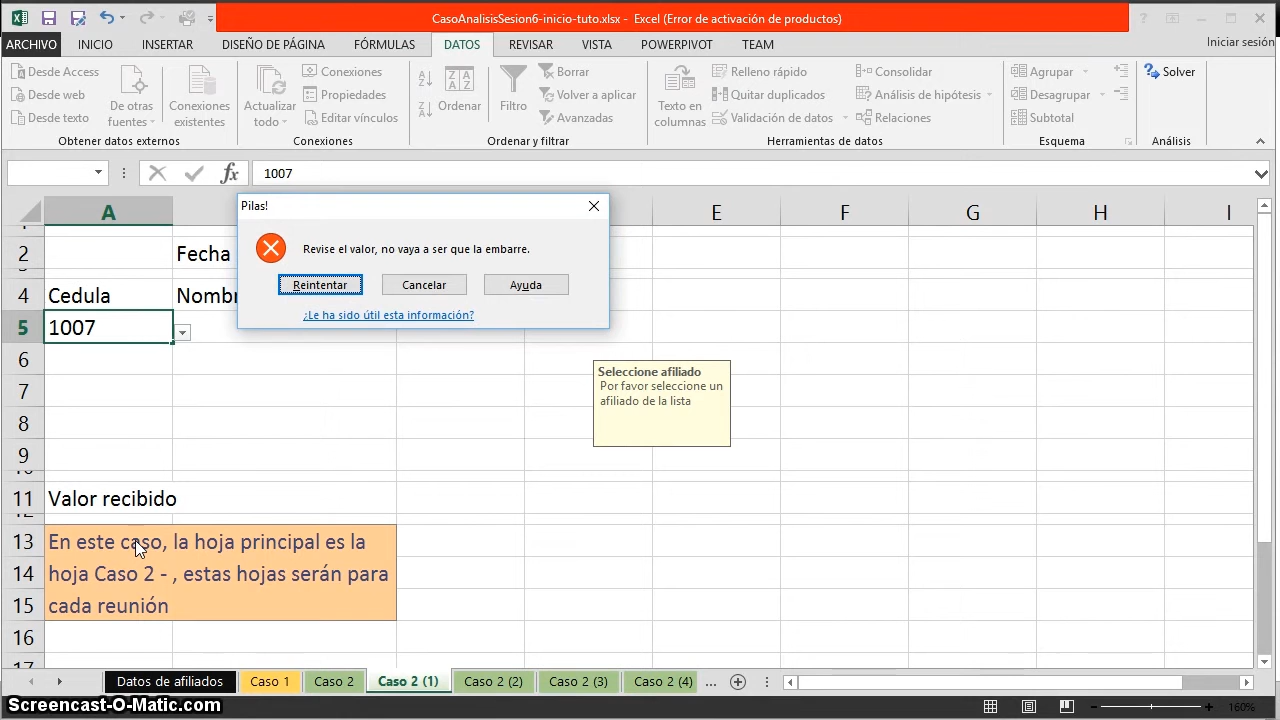 CasoAnalisisSesion6-inicio-tuto.xlsx - Excel (Error de activación de productos)
ARCHIVO INICIO INSERTAR DISEÑO DE PÁGINA FÓRMULAS DATOS REVISAR VISTA POWERPIVOT TEAM Iniciar sesión
Desde Access
Desde web
Desde texto
De otras
fuentes
Conexiones
existentes
Obtener datos externos
Actualizar
todo
Conexiones
Propiedades
Editar vínculos
Conexiones
Ordenar
Filtro
Borrar
Volver a aplicar
Avanzadas
Ordenar y filtrar
Texto en
columnas
Relleno rápido
Quitar duplicados
Validación de datos
Consolidar
Análisis de hipótesis
Relaciones
Herramientas de datos
Agrupar
Desagrupar
Subtotal
Esquema
Solver
Análisis
fx 1007
A E F G H I
Pilas!
Revise el valor, no vaya a ser que la embarre.
Reintentar Cancelar Ayuda
¿Le ha sido útil esta información?
2 Fecha
4 Cedula Nombr
5 1007
6
7
8
9
Seleccione afiliado
Por favor seleccione un
afiliado de la lista
11 Valor recibido
13 En este caso, la hoja principal es la
14 hoja Caso 2 - , estas hojas serán para
15 cada reunión
16
17
Datos de afiliados Caso 1 Caso 2 Caso 2 (1) Caso 2 (2) Caso 2 (3) Caso 2 (4) ...
Screencast-O-Matic.com
160%